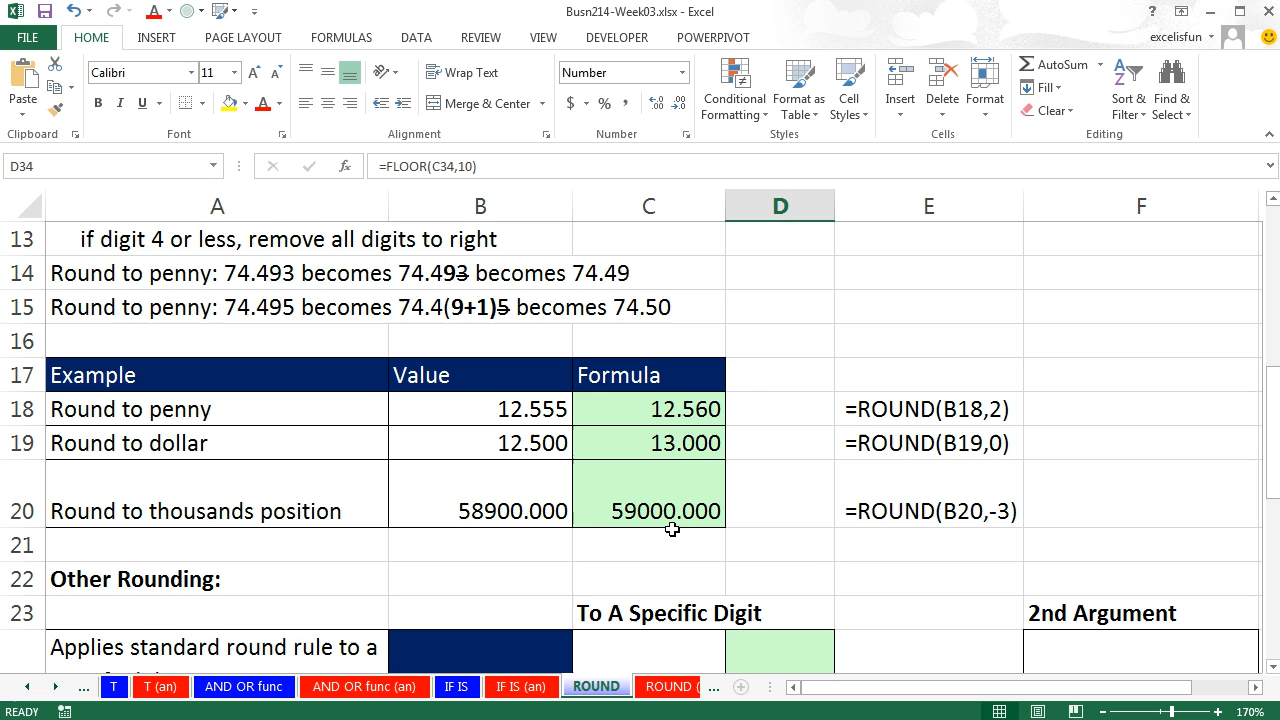 Busn214-Week03.xlsx - Excel
FILE HOME INSERT PAGE LAYOUT FORMULAS DATA REVIEW VIEW DEVELOPER POWERPIVOT excelisfun
Calibri 11 Wrap Text Number AutoSum
Paste Merge & Center $ % , Conditional Formatting Format as Table Cell Styles Insert Delete Format Fill Clear Sort & Filter Find & Select
Clipboard Font Alignment Number Styles Cells Editing
D34 fx =FLOOR(C34,10)
A B C D E F
13 if digit 4 or less, remove all digits to right
14 Round to penny: 74.493 becomes 74.493 becomes 74.49
15 Round to penny: 74.495 becomes 74.4(9+1)5 becomes 74.50
16
17 Example Value Formula
18 Round to penny 12.555 12.560 =ROUND(B18,2)
19 Round to dollar 12.500 13.000 =ROUND(B19,0)
20 Round to thousands position 58900.000 59000.000 =ROUND(B20,-3)
21
22 Other Rounding:
23 To A Specific Digit 2nd Argument
Applies standard round rule to a
... T T (an) AND OR func AND OR func (an) IF IS IF IS (an) ROUND ROUND ( ...
READY 170%